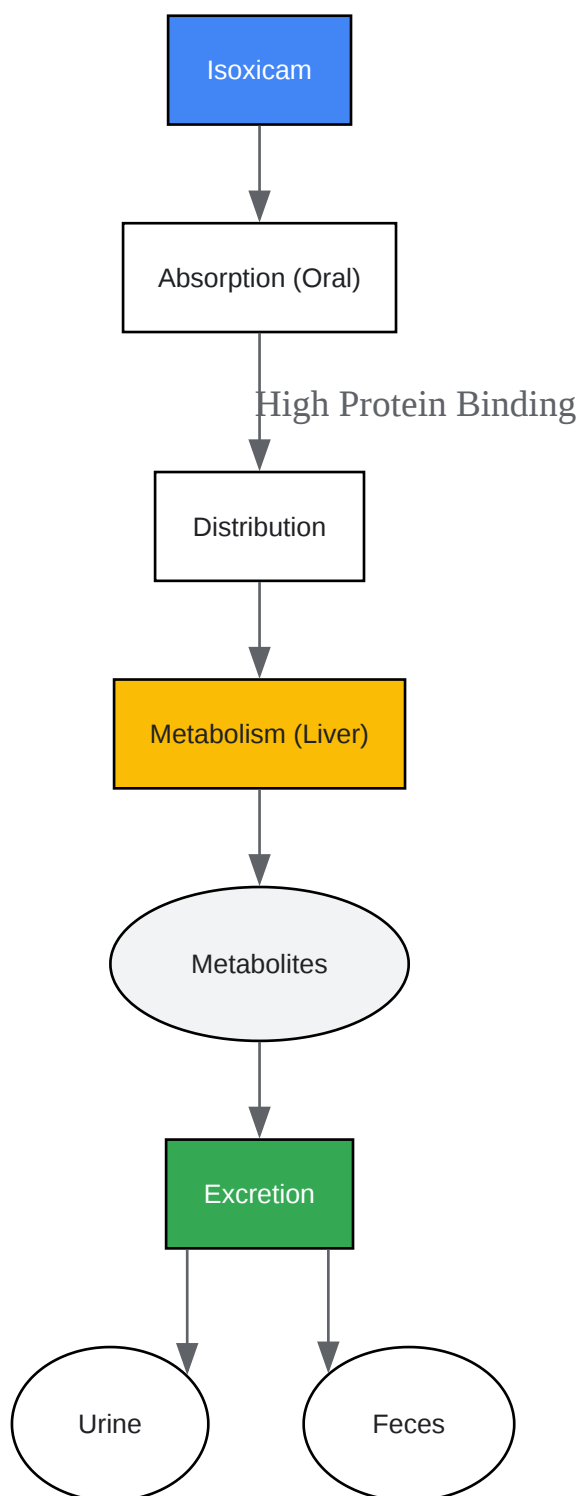 Isoxicam
Absorption (Oral)
High Protein Binding
Distribution
Metabolism (Liver)
Metabolites
Excretion
Urine
Feces